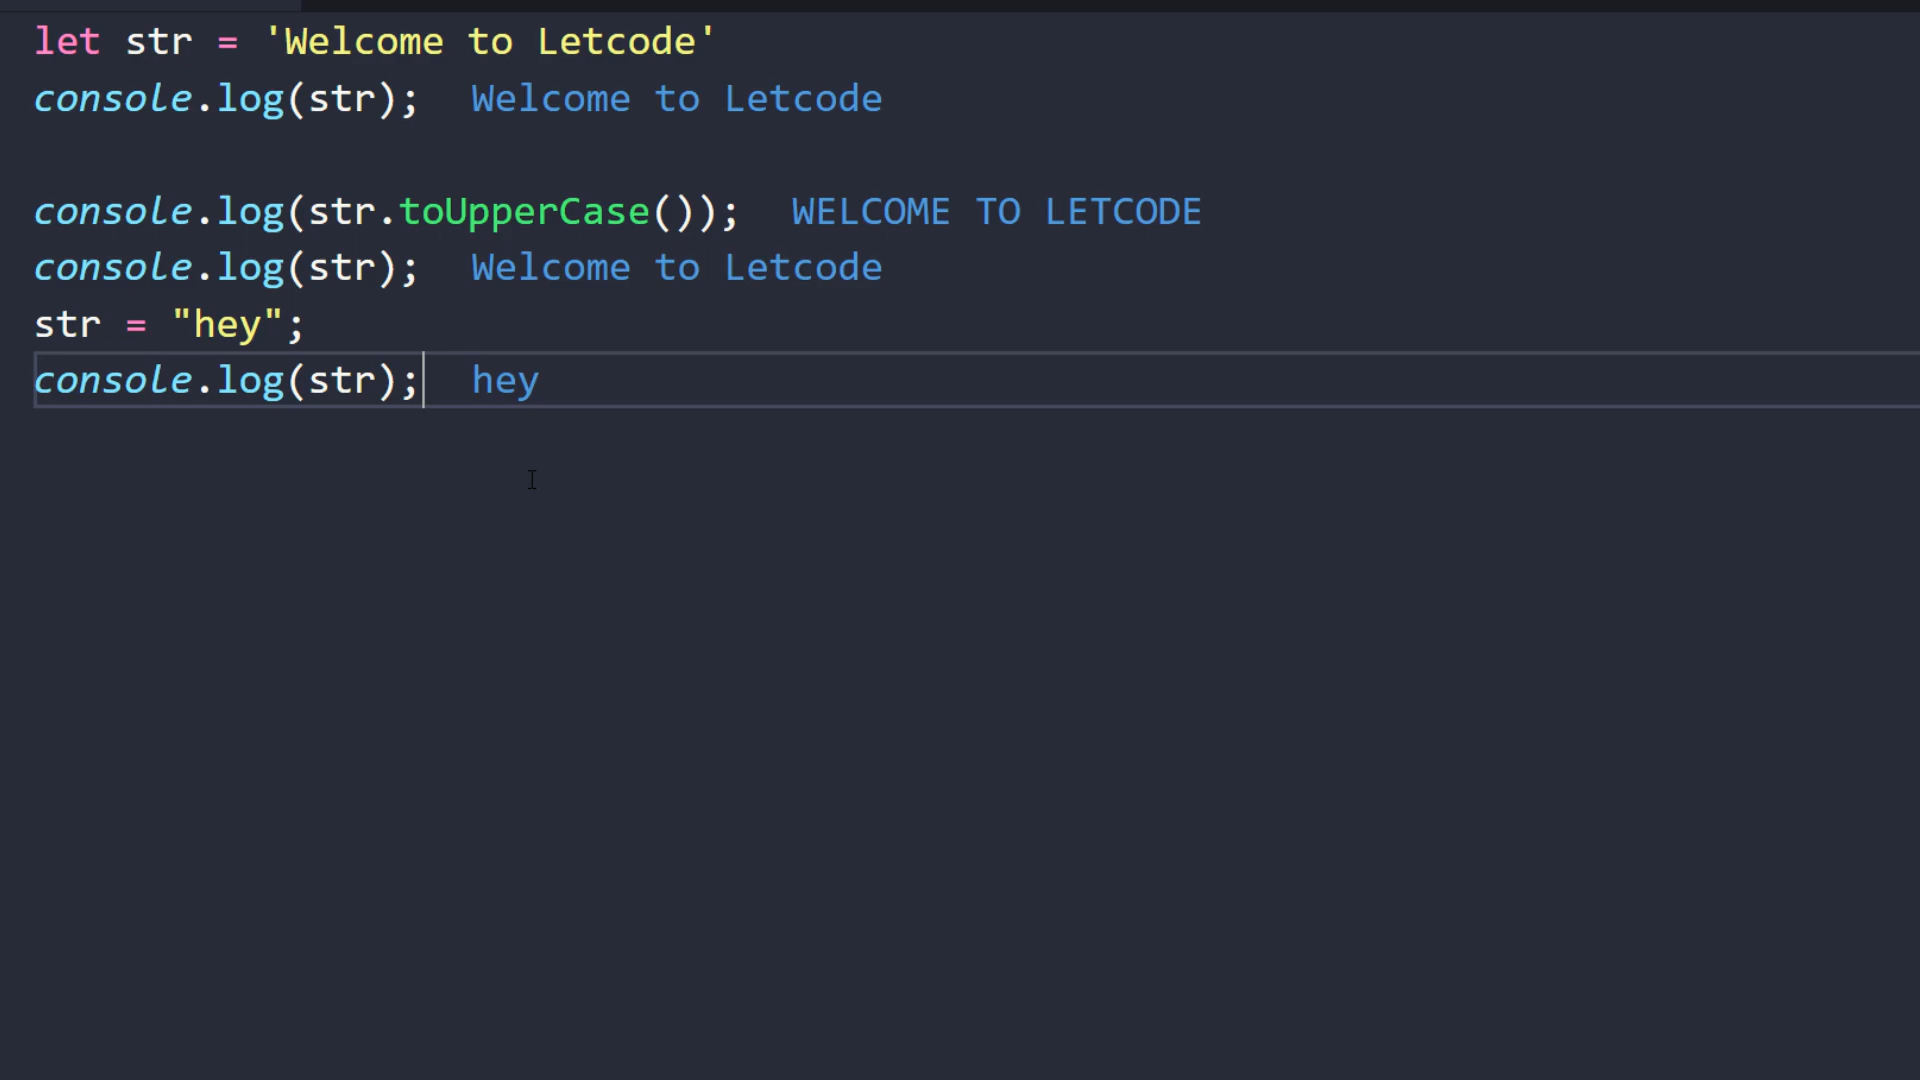 let str = 'Welcome to Letcode'
console.log(str);  Welcome to Letcode
console.log(str.toUpperCase());  WELCOME TO LETCODE
console.log(str);  Welcome to Letcode
str = "hey";
console.log(str);  hey